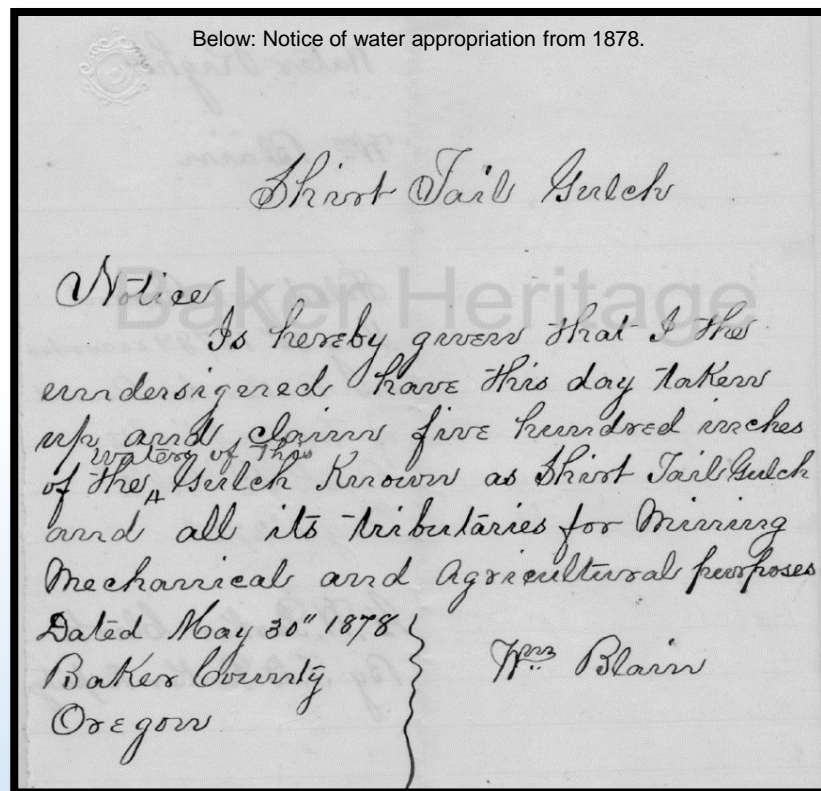 Below: Notice of water appropriation from 1878.
Shirt Tail Gulch
Baker Heritage
Notice
Is hereby given that I the
undersigned have this day taken
up and claim five hundred inches
waters of this
of the ^ Gulch Known as Shirt Tail Gulch
and all its tributaries for Mining
Mechanical and Agricultural purposes
Dated May 30" 1878
Baker County
Oregon
Wm Blain